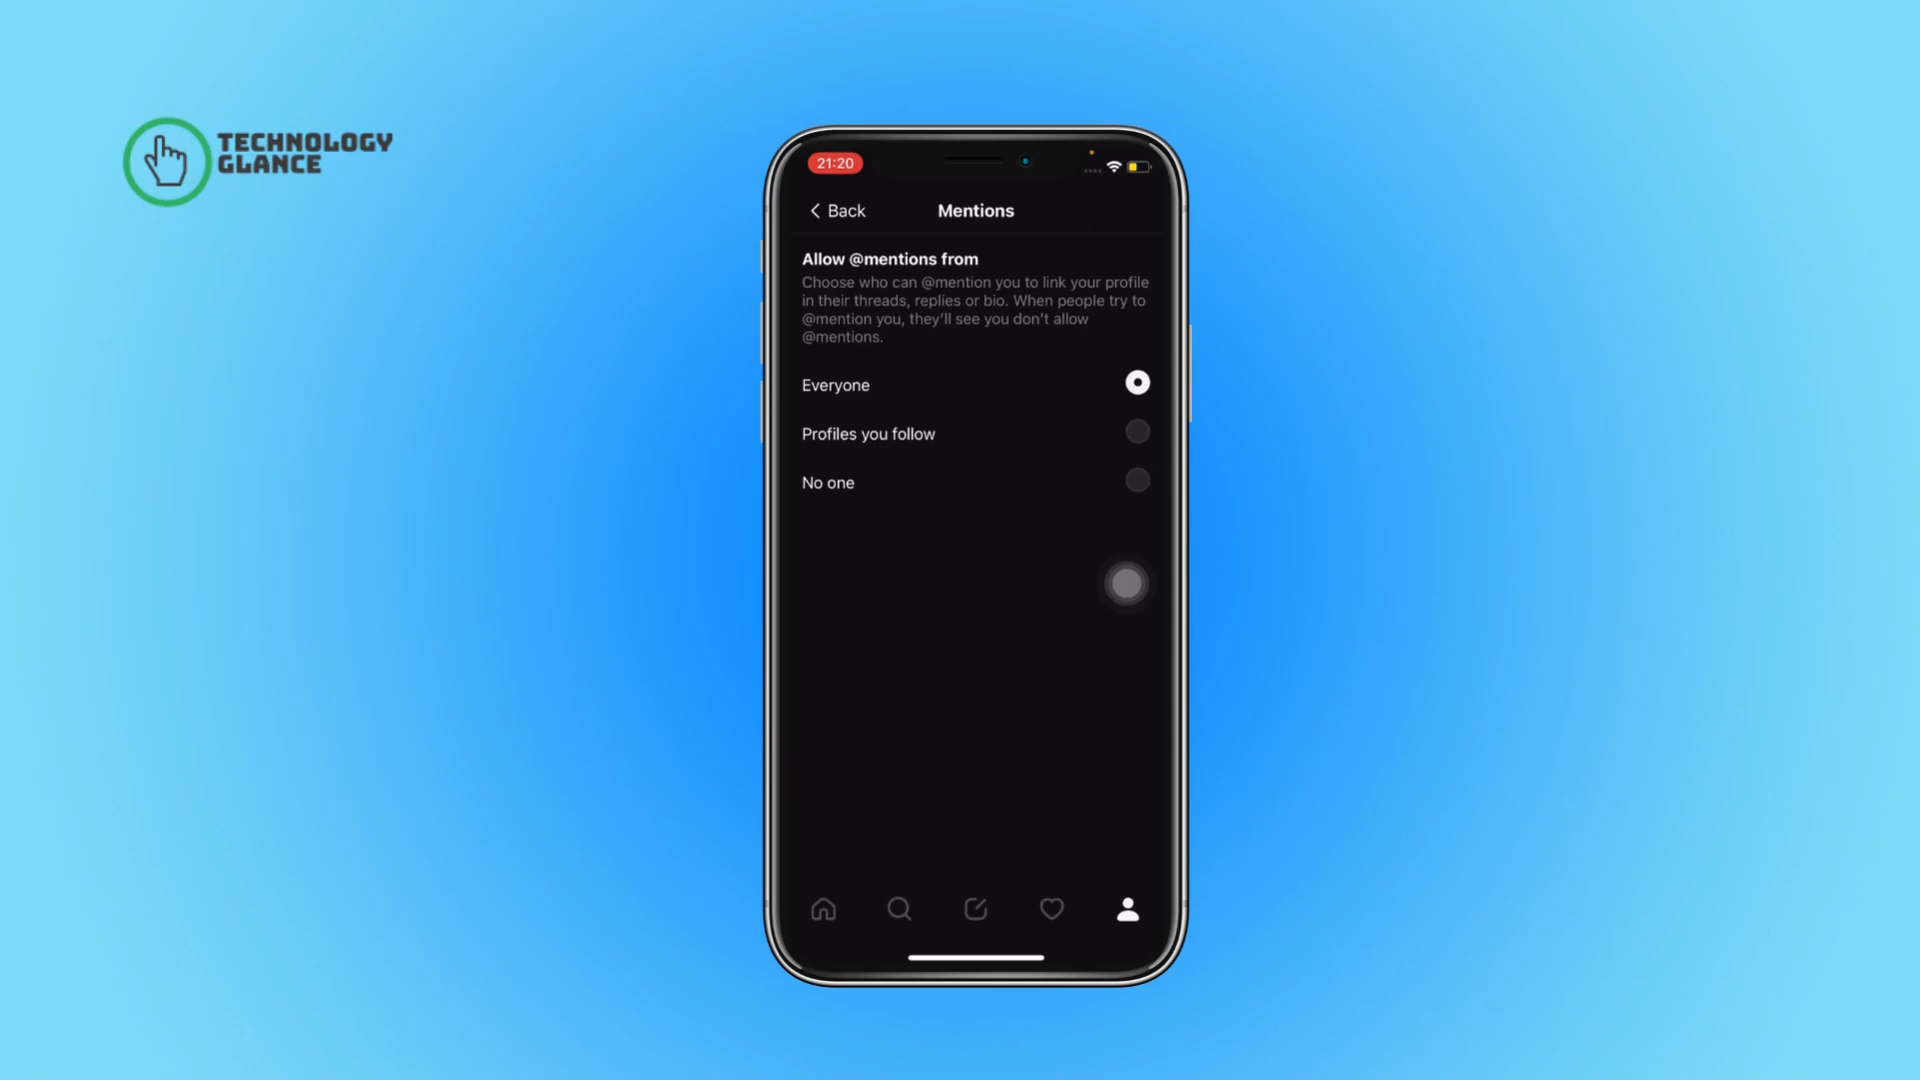 TECHNOLOGY
GLANCE
21:20
Back
Mentions
Allow @mentions from
Choose who can @mention you to link your profile
in their threads, replies or bio. When people try to
@mention you, they’ll see you don’t allow
@mentions.
Everyone
Profiles you follow
No one